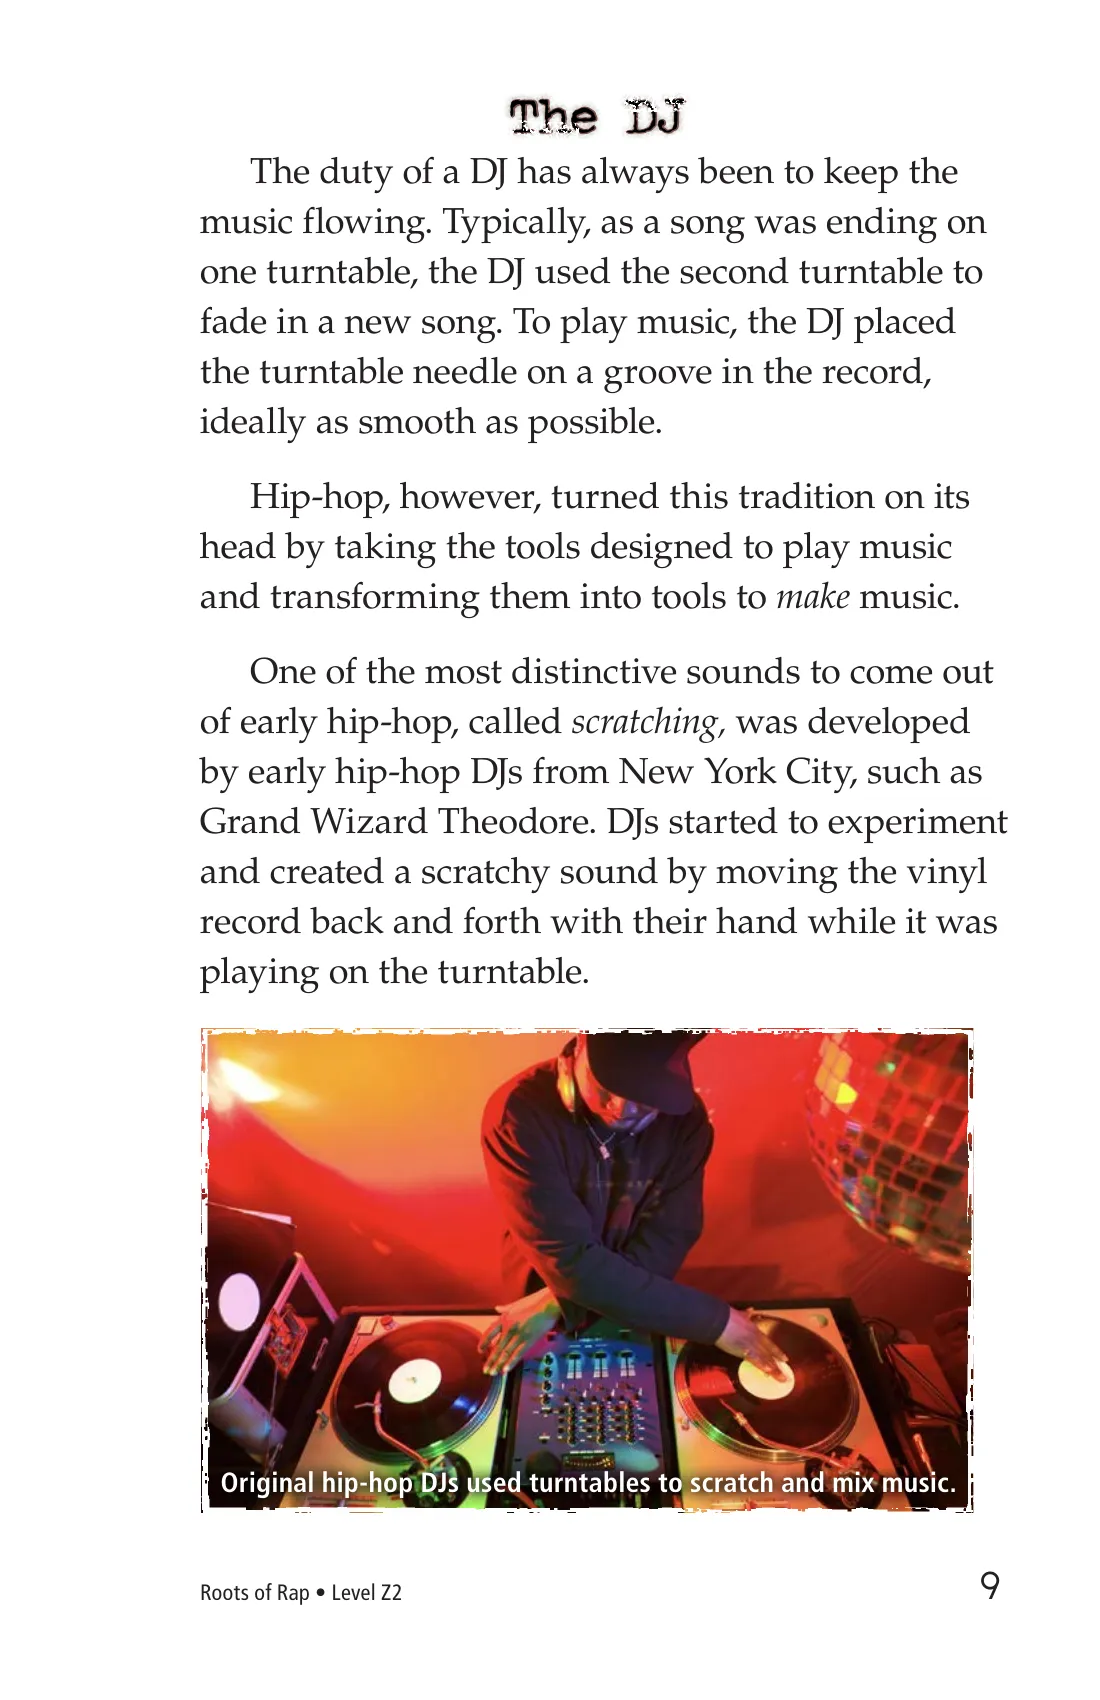 The DJ
The duty of a DJ has always been to keep the
music flowing. Typically, as a song was ending on
one turntable, the DJ used the second turntable to
fade in a new song. To play music, the DJ placed
the turntable needle on a groove in the record,
ideally as smooth as possible.
Hip-hop, however, turned this tradition on its
head by taking the tools designed to play music
and transforming them into tools to make music.
One of the most distinctive sounds to come out
of early hip-hop, called scratching, was developed
by early hip-hop DJs from New York City, such as
Grand Wizard Theodore. DJs started to experiment
and created a scratchy sound by moving the vinyl
record back and forth with their hand while it was
playing on the turntable.
Original hip-hop DJs used turntables to scratch and mix music.
Roots of Rap • Level Z2
9